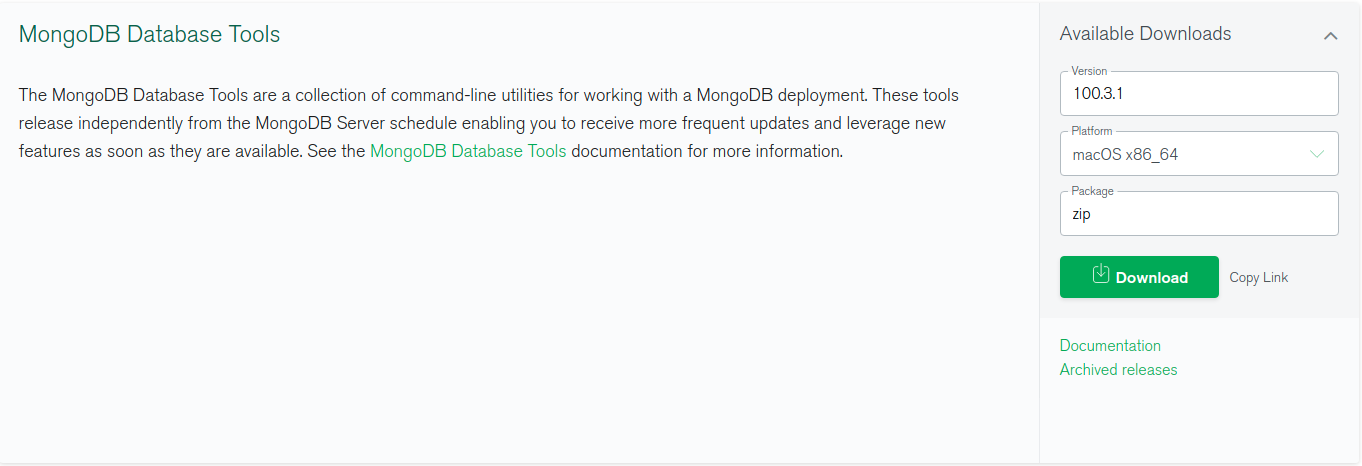 MongoDB Database Tools
The MongoDB Database Tools are a collection of command-line utilities for working with a MongoDB deployment. These tools
release independently from the MongoDB Server schedule enabling you to receive more frequent updates and leverage new
features as soon as they are available. See the MongoDB Database Tools documentation for more information.
Available Downloads
Version
100.3.1
Platform
macOS x86_64
Package
zip
Download Copy Link
Documentation
Archived releases